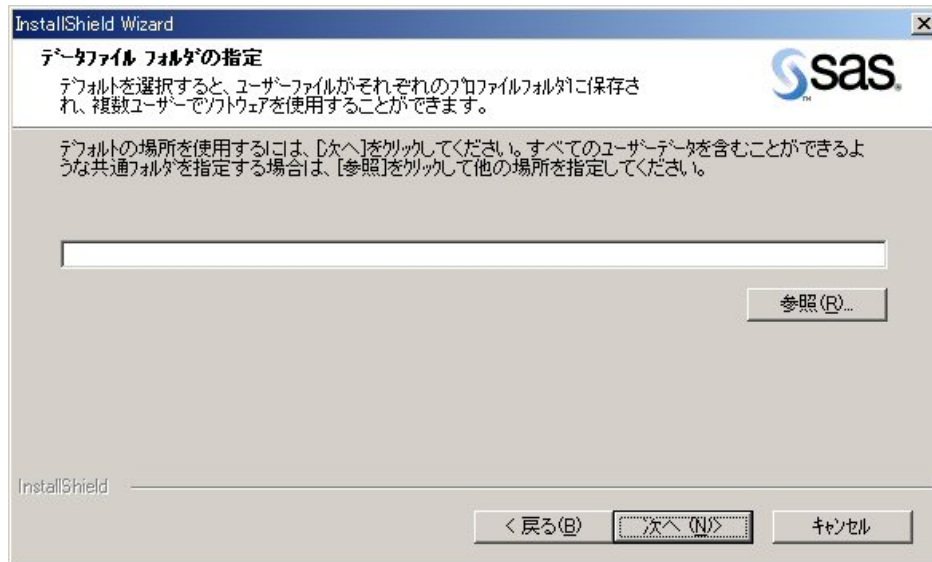 InstallShield Wizard
ﾃﾞｰﾀﾌｧｲﾙ ﾌｫﾙﾀﾞの指定
ﾃﾞﾌｫﾙﾄを選択すると、ﾕｰｻﾞｰﾌｧｲﾙがそれぞれのﾌﾟﾛﾌｧｲﾙﾌｫﾙﾀﾞに保存さ
れ、複数ﾕｰｻﾞｰでｿﾌﾄｳｪｱを使用することができます。
sas.
TM
ﾃﾞﾌｫﾙﾄの場所を使用するには、[次へ]をｸﾘｯｸしてください。すべてのﾕｰｻﾞｰﾃﾞｰﾀを含むことができるよ
うな共通ﾌｫﾙﾀﾞを指定する場合は、[参照]をｸﾘｯｸして他の場所を指定してください。
参照(R)...
InstallShield
< 戻る(B) 次へ (N)> ｷｬﾝｾﾙ